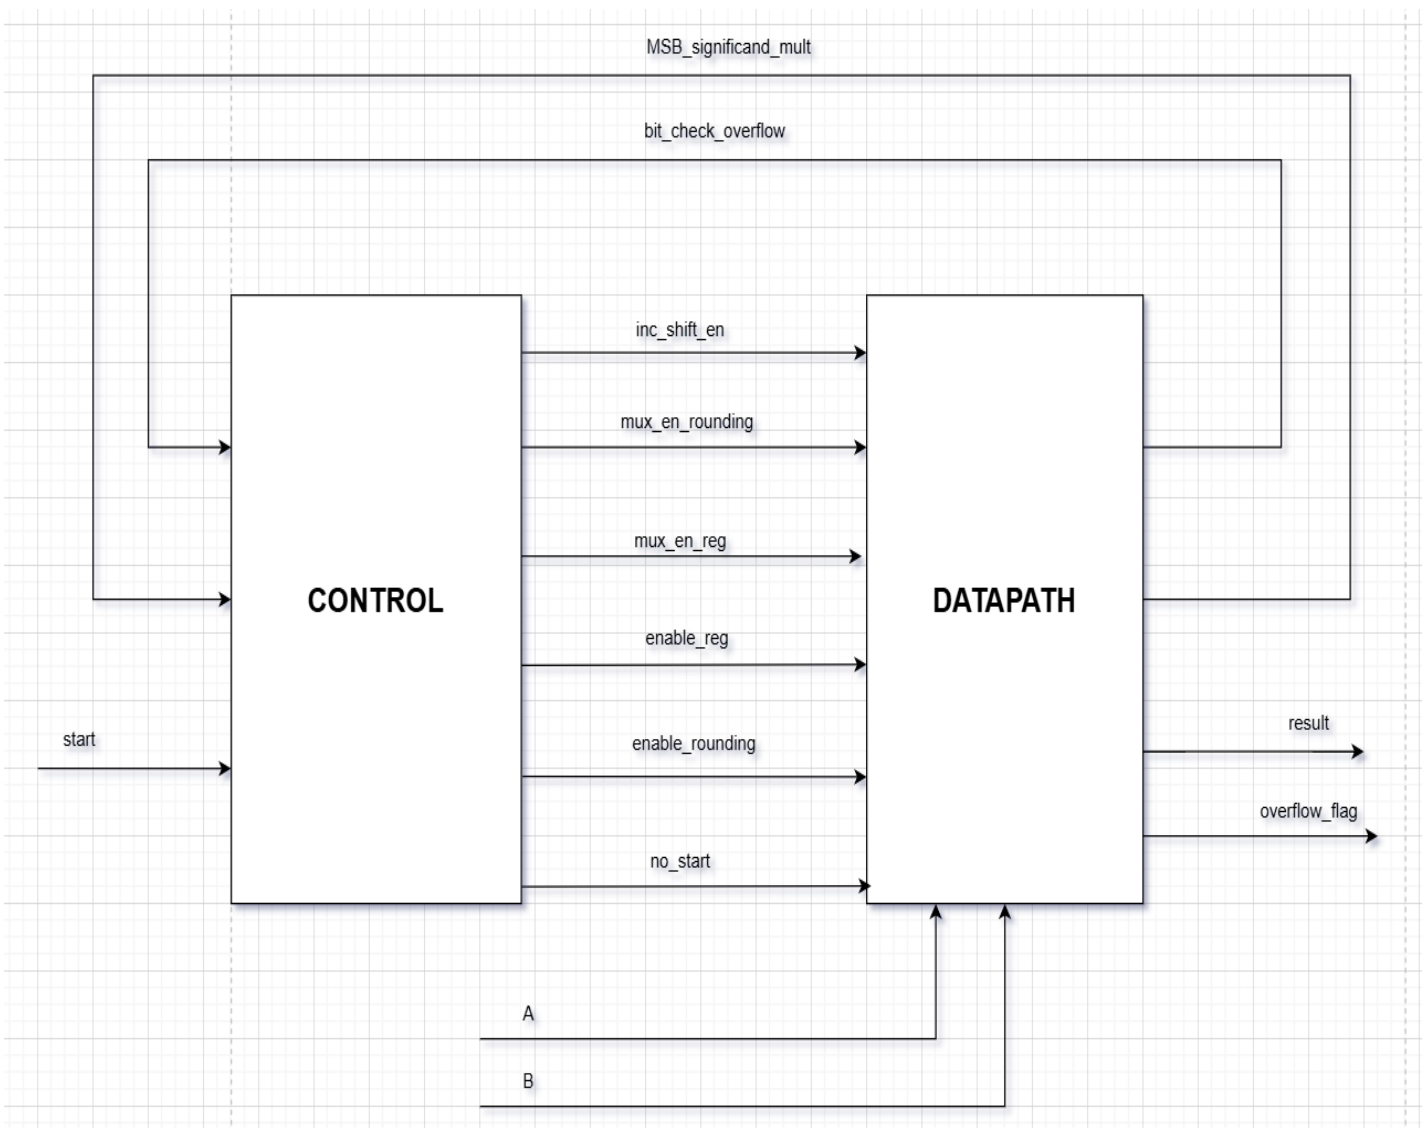 MSB_significand_mult
bit_check_overflow
inc_shift_en
mux_en_rounding
mux_en_reg
CONTROL
DATAPATH
enable_reg
start
enable_rounding
result
overflow_flag
no_start
A
B